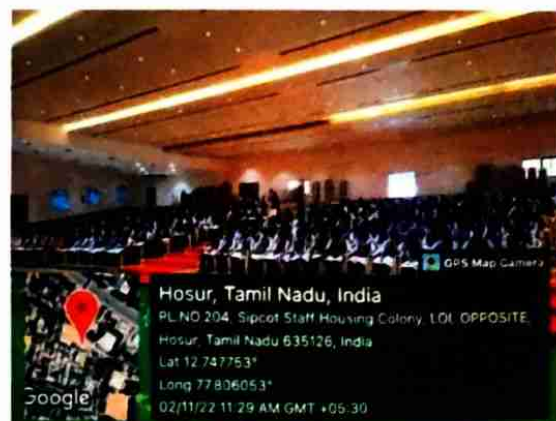 GPS Map Camera
Hosur, Tamil Nadu, India
PL.NO 204, Sipcot Staff Housing Colony, LOL OPPOSITE,
Hosur, Tamil Nadu 635126, India
Lat 12.747753°
Long 77.806053°
02/11/22 11:29 AM GMT +05:30
Google